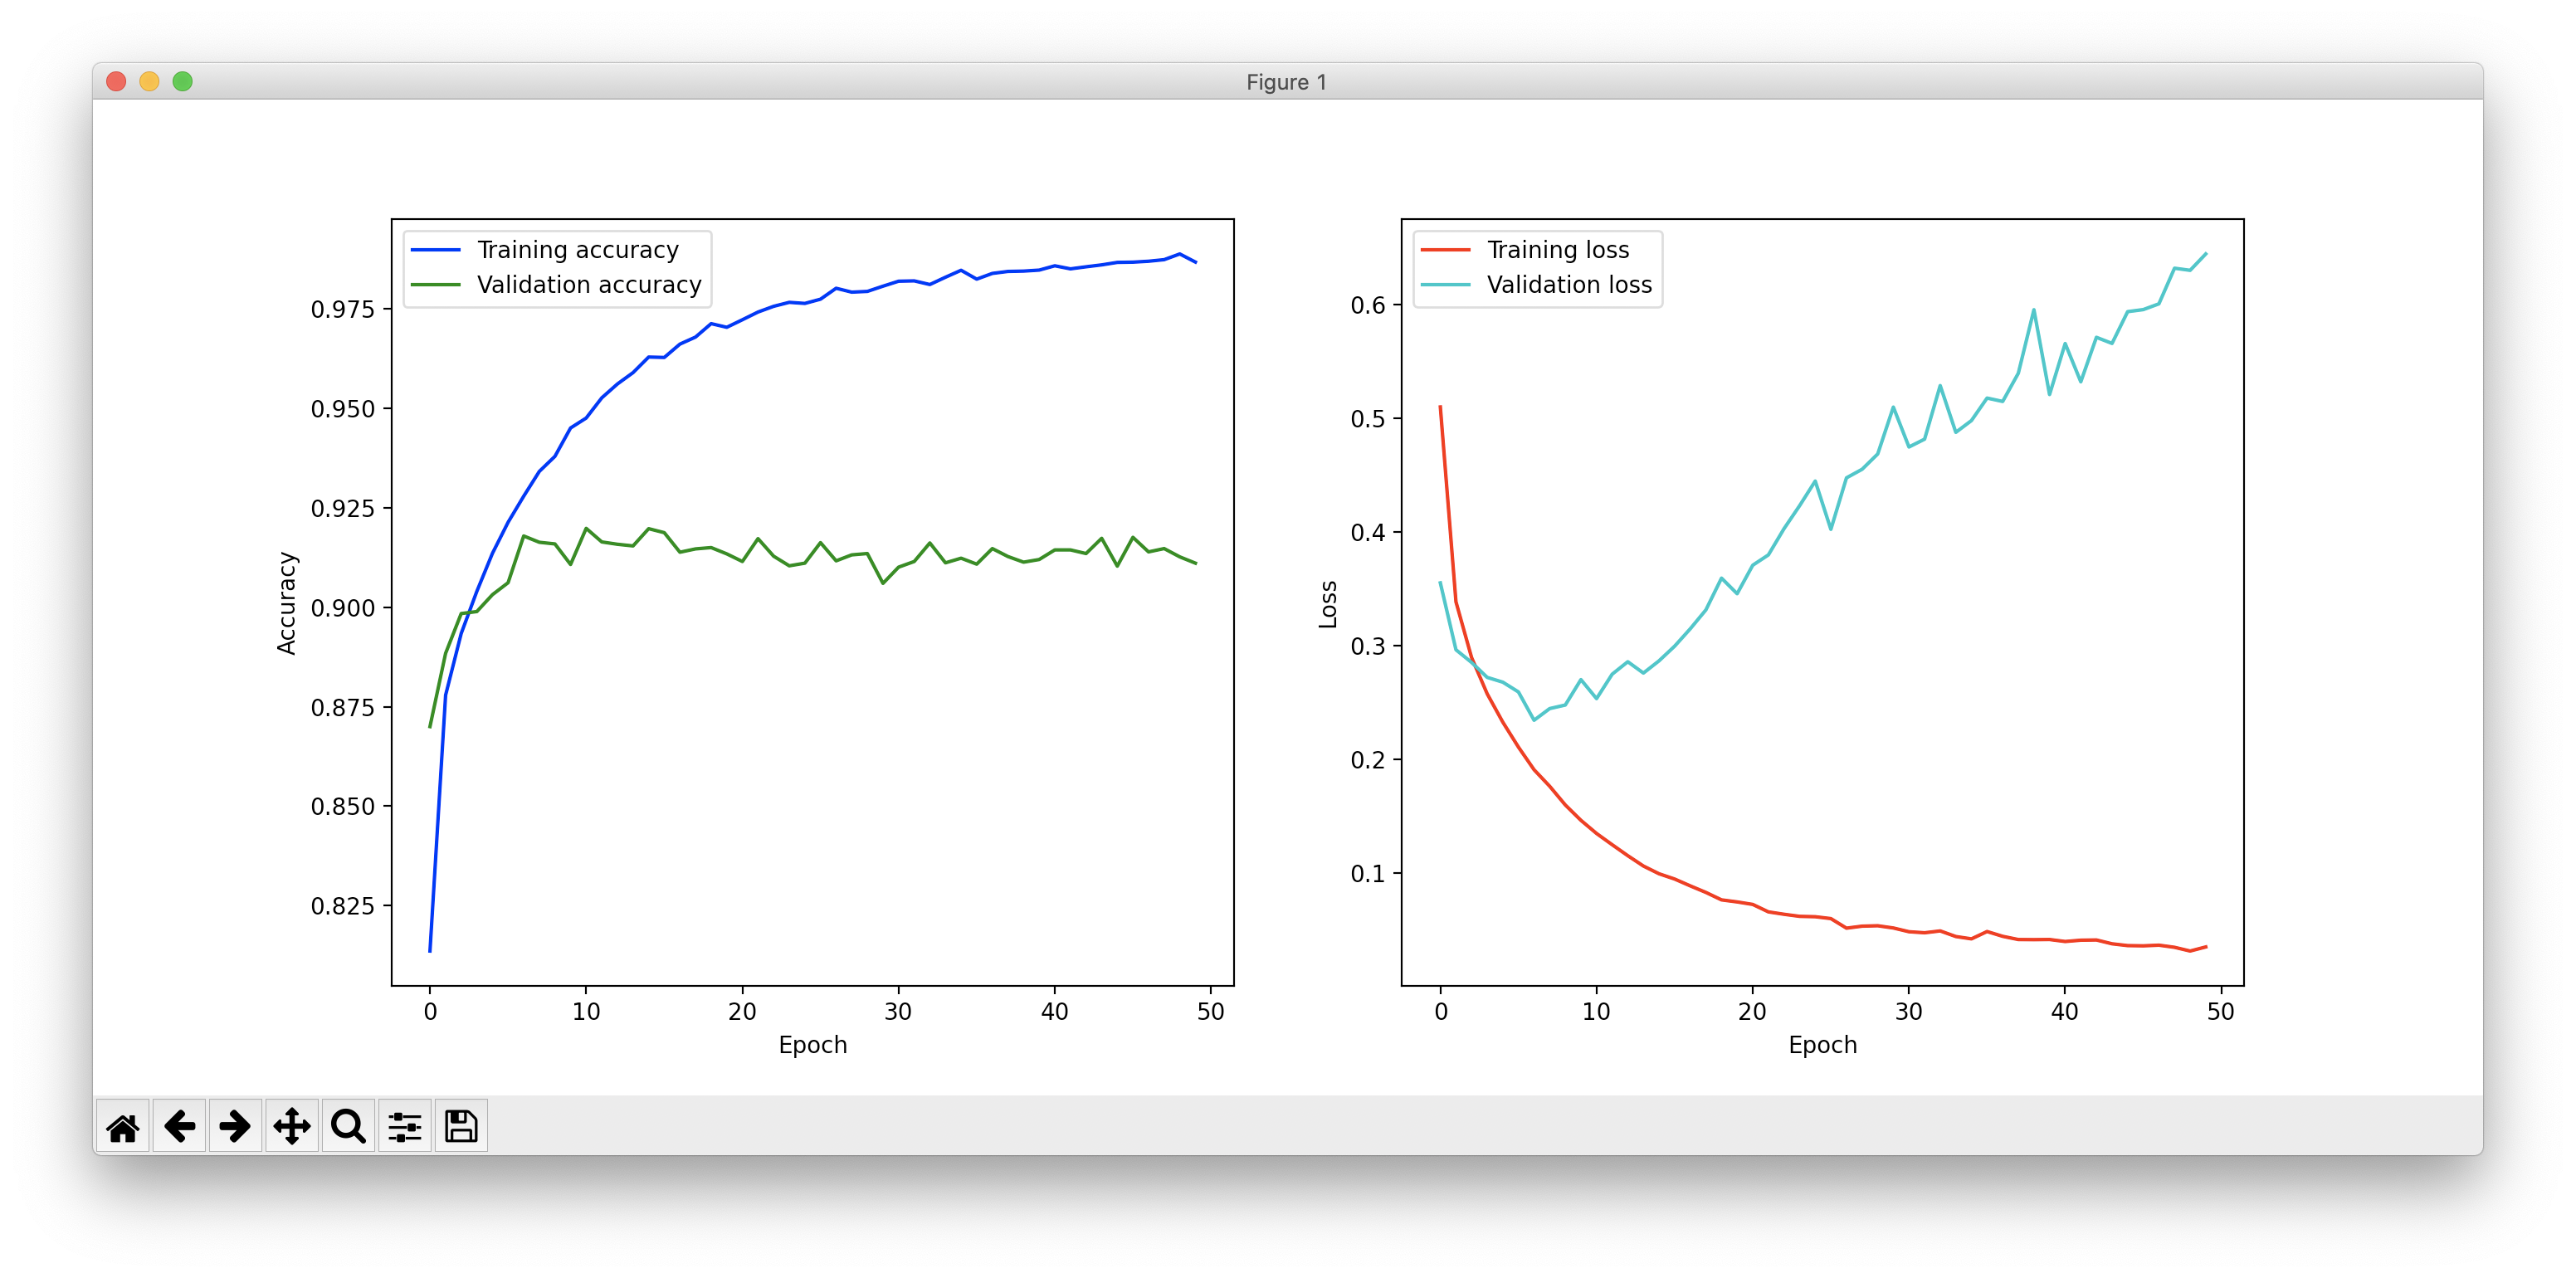 Figure 1
Training accuracy
Validation accuracy
0.975
0.950
0.925
0.900
0.875
0.850
0.825
Accuracy
0 10 20 30 40 50
Epoch
Training loss
Validation loss
0.6
0.5
0.4
0.3
0.2
0.1
Loss
0 10 20 30 40 50
Epoch